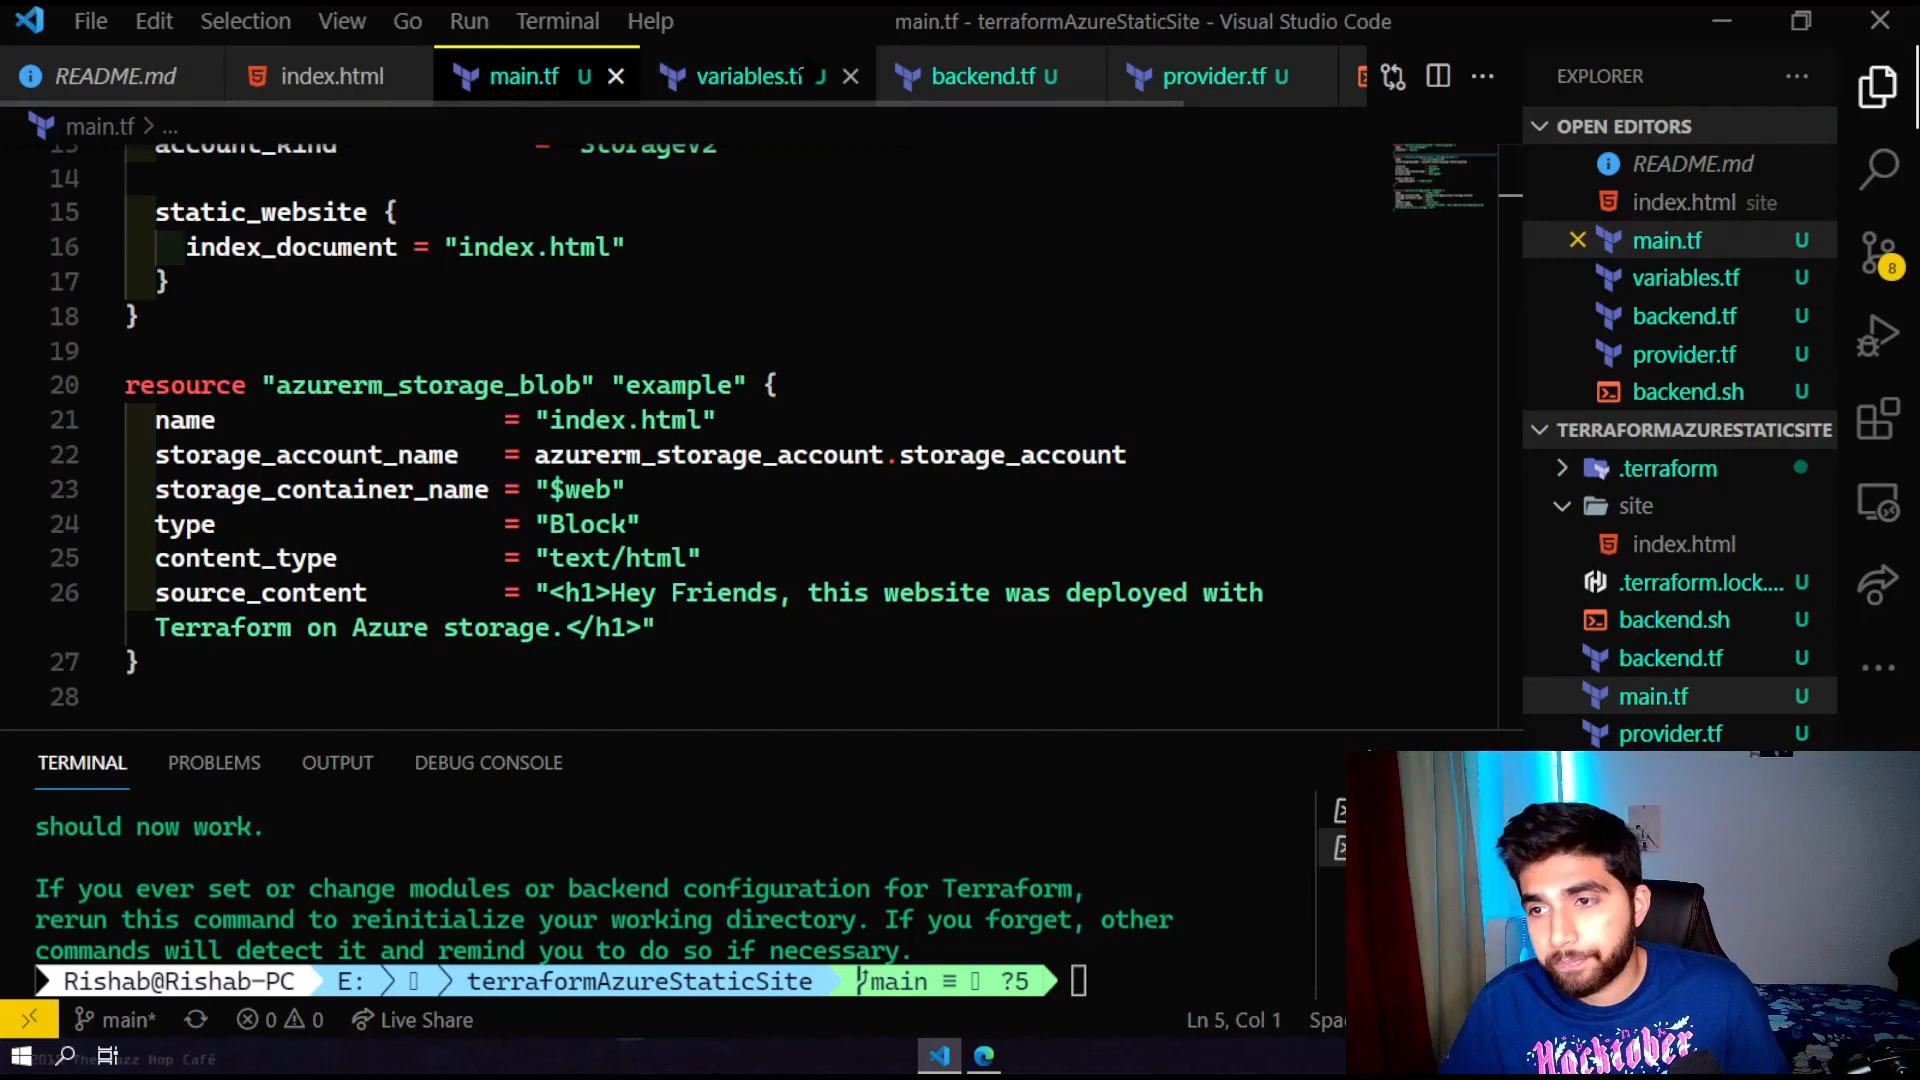 File Edit Selection View Go Run Terminal Help main.tf - terraformAzureStaticSite - Visual Studio Code
README.md index.html main.tf U variables.tf U backend.tf U provider.tf U
EXPLORER
main.tf > ...
OPEN EDITORS
README.md
index.html site
main.tf U
variables.tf U
backend.tf U
provider.tf U
backend.sh U
TERRAFORMAZURESTATICSITE
.terraform
site
index.html
.terraform.lock.... U
backend.sh U
backend.tf U
main.tf U
provider.tf U
8
13 account_kind = "StorageV2"
14
15 static_website {
16 index_document = "index.html"
17 }
18 }
19
20 resource "azurerm_storage_blob" "example" {
21 name = "index.html"
22 storage_account_name = azurerm_storage_account.storage_account
23 storage_container_name = "$web"
24 type = "Block"
25 content_type = "text/html"
26 source_content = "<h1>Hey Friends, this website was deployed with
Terraform on Azure storage.</h1>"
27 }
28
TERMINAL PROBLEMS OUTPUT DEBUG CONSOLE
should now work.
If you ever set or change modules or backend configuration for Terraform,
rerun this command to reinitialize your working directory. If you forget, other
commands will detect it and remind you to do so if necessary.
Rishab@Rishab-PC E: terraformAzureStaticSite main ≡ ?5
main* 0 0 Live Share Ln 5, Col 1 Spa
Hacktober